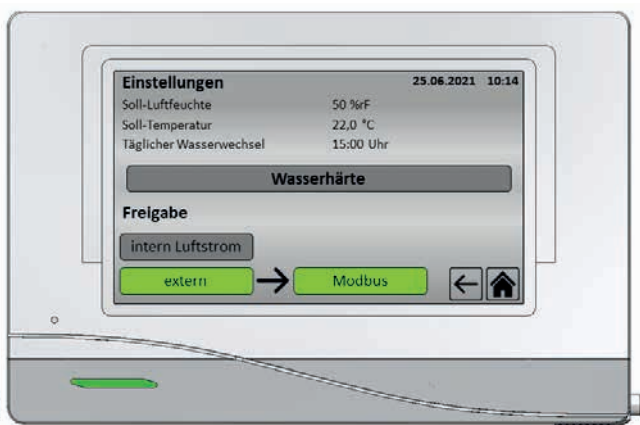 Einstellungen 25.06.2021 10:14
Soll-Luftfeuchte 50 %rF
Soll-Temperatur 22,0 °C
Täglicher Wasserwechsel 15:00 Uhr
Wasserhärte
Freigabe
intern Luftstrom
extern Modbus